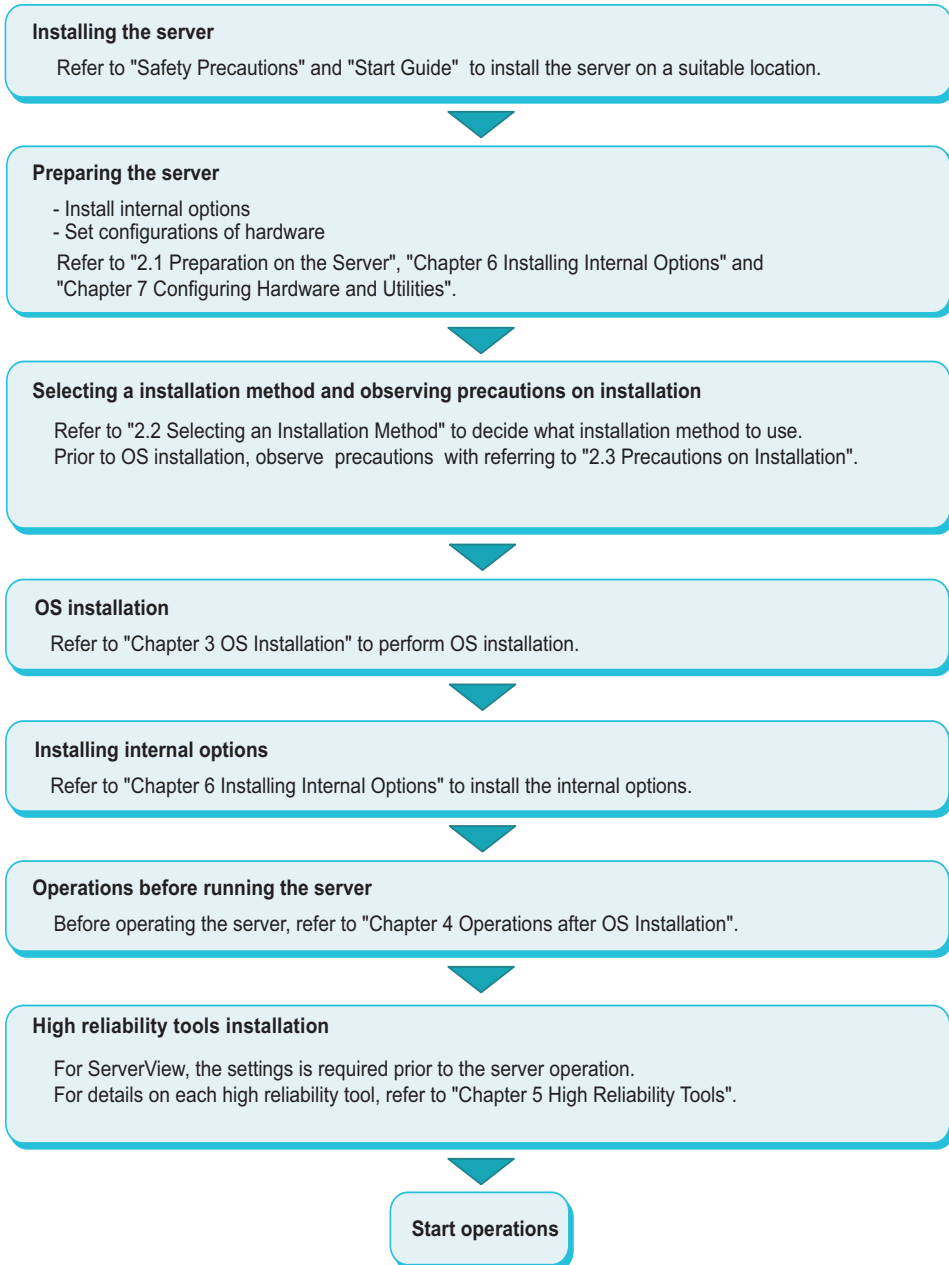 Installing the server
Refer to "Safety Precautions" and "Start Guide"  to install the server on a suitable location.
Preparing the server
- Install internal options
- Set configurations of hardware
Refer to "2.1 Preparation on the Server", "Chapter 6 Installing Internal Options" and
"Chapter 7 Configuring Hardware and Utilities".
Selecting a installation method and observing precautions on installation
Refer to "2.2 Selecting an Installation Method" to decide what installation method to use.
Prior to OS installation, observe  precautions  with referring to "2.3 Precautions on Installation".
OS installation
Refer to "Chapter 3 OS Installation" to perform OS installation.
Installing internal options
Refer to "Chapter 6 Installing Internal Options" to install the internal options.
Operations before running the server
Before operating the server, refer to "Chapter 4 Operations after OS Installation".
High reliability tools installation
For ServerView, the settings is required prior to the server operation.
For details on each high reliability tool, refer to "Chapter 5 High Reliability Tools".
Start operations